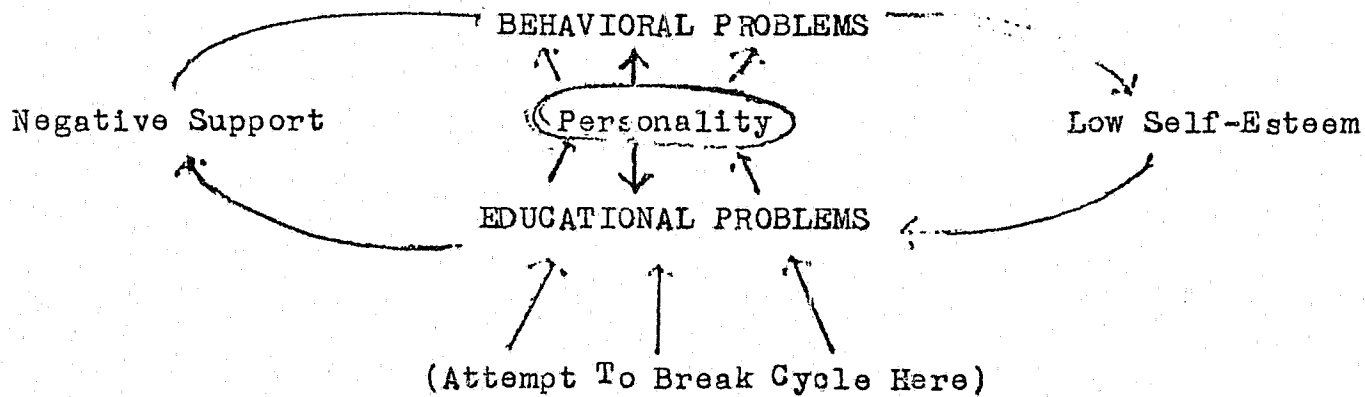 BEHAVIORAL PROBLEMS
Negative Support Personality Low Self-Esteem
EDUCATIONAL PROBLEMS
(Attempt To Break Cycle Here)